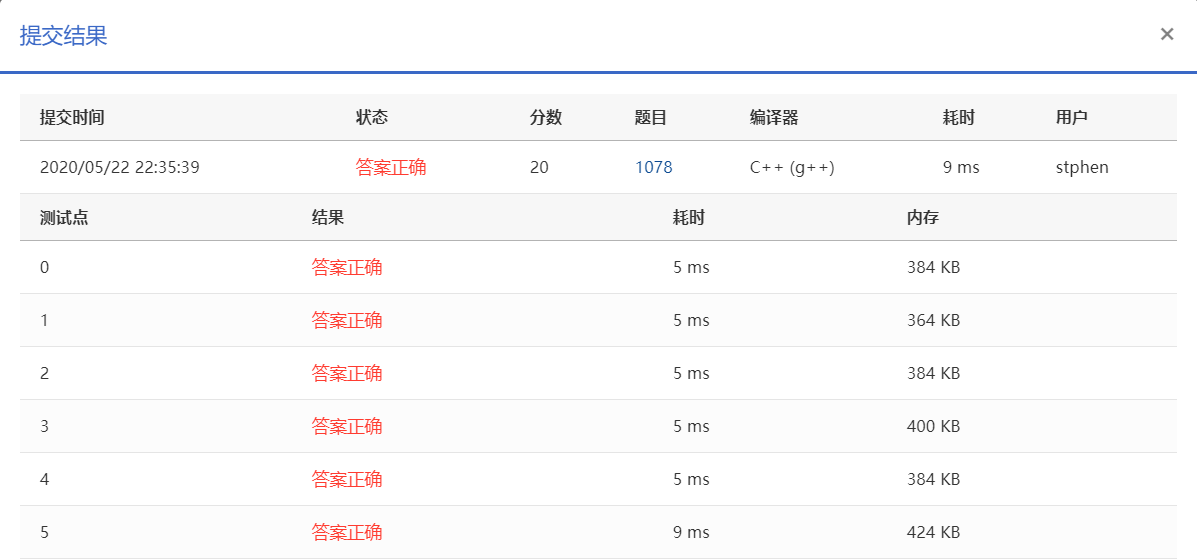 提交结果 ×
提交时间 状态 分数 题目 编译器 耗时 用户
2020/05/22 22:35:39 答案正确 20 1078 C++ (g++) 9 ms stphen
测试点 结果 耗时 内存
0 答案正确 5 ms 384 KB
1 答案正确 5 ms 364 KB
2 答案正确 5 ms 384 KB
3 答案正确 5 ms 400 KB
4 答案正确 5 ms 384 KB
5 答案正确 9 ms 424 KB